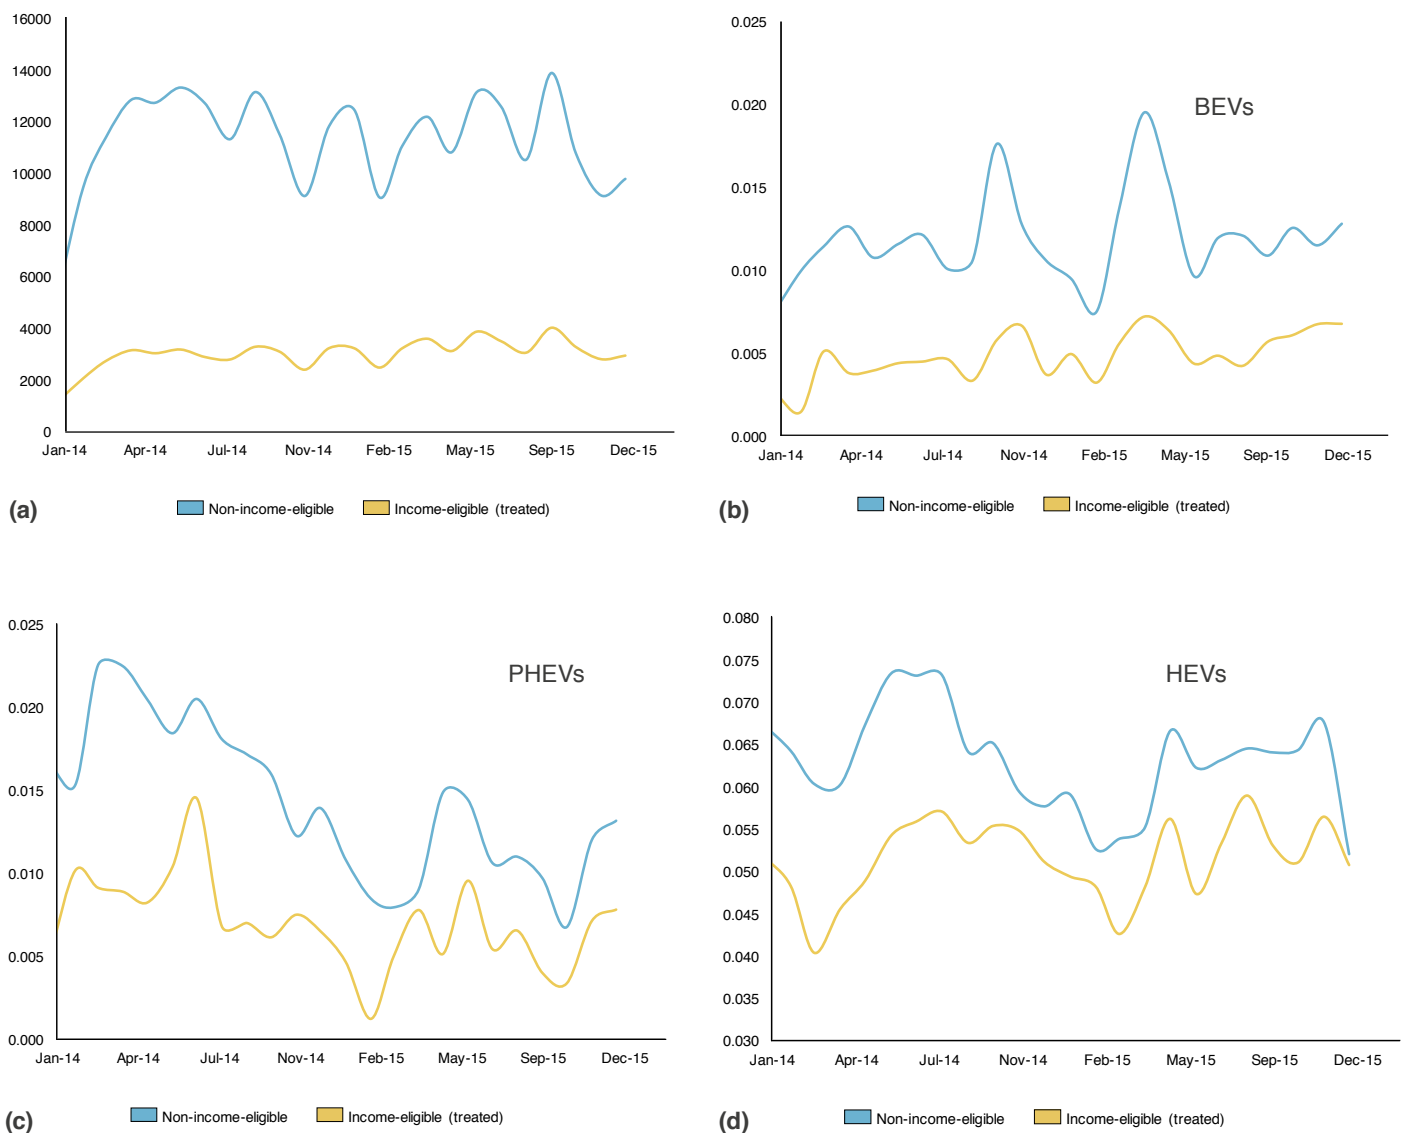 16000
14000
12000
10000
8000
6000
4000
2000
0
Jan-14 Apr-14 Jul-14 Nov-14 Feb-15 May-15 Sep-15 Dec-15
(a) Non-income-eligible Income-eligible (treated)
0.025
0.020
BEVs
0.015
0.010
0.005
0.000
Jan-14 Apr-14 Jul-14 Nov-14 Feb-15 May-15 Sep-15 Dec-15
(b) Non-income-eligible Income-eligible (treated)
0.025
PHEVs
0.020
0.015
0.010
0.005
0.000
Jan-14 Apr-14 Jul-14 Nov-14 Feb-15 May-15 Sep-15 Dec-15
(c) Non-income-eligible Income-eligible (treated)
0.080
0.075
HEVs
0.070
0.065
0.060
0.055
0.050
0.045
0.040
0.035
0.030
Jan-14 Apr-14 Jul-14 Nov-14 Feb-15 May-15 Sep-15 Dec-15
(d) Non-income-eligible Income-eligible (treated)